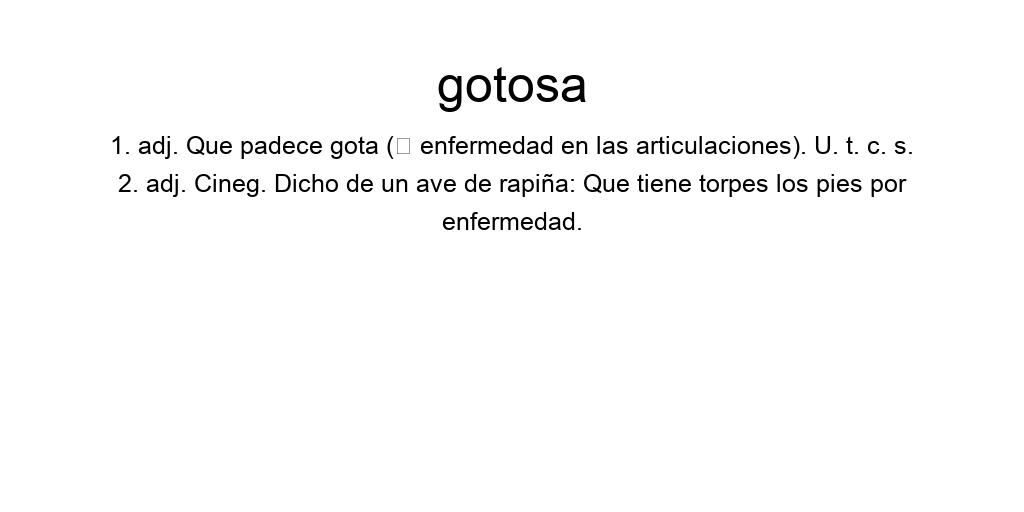 gotosa
1. adj. Que padece gota (□ enfermedad en las articulaciones). U. t. c. s.
2. adj. Cineg. Dicho de un ave de rapiña: Que tiene torpes los pies por
enfermedad.